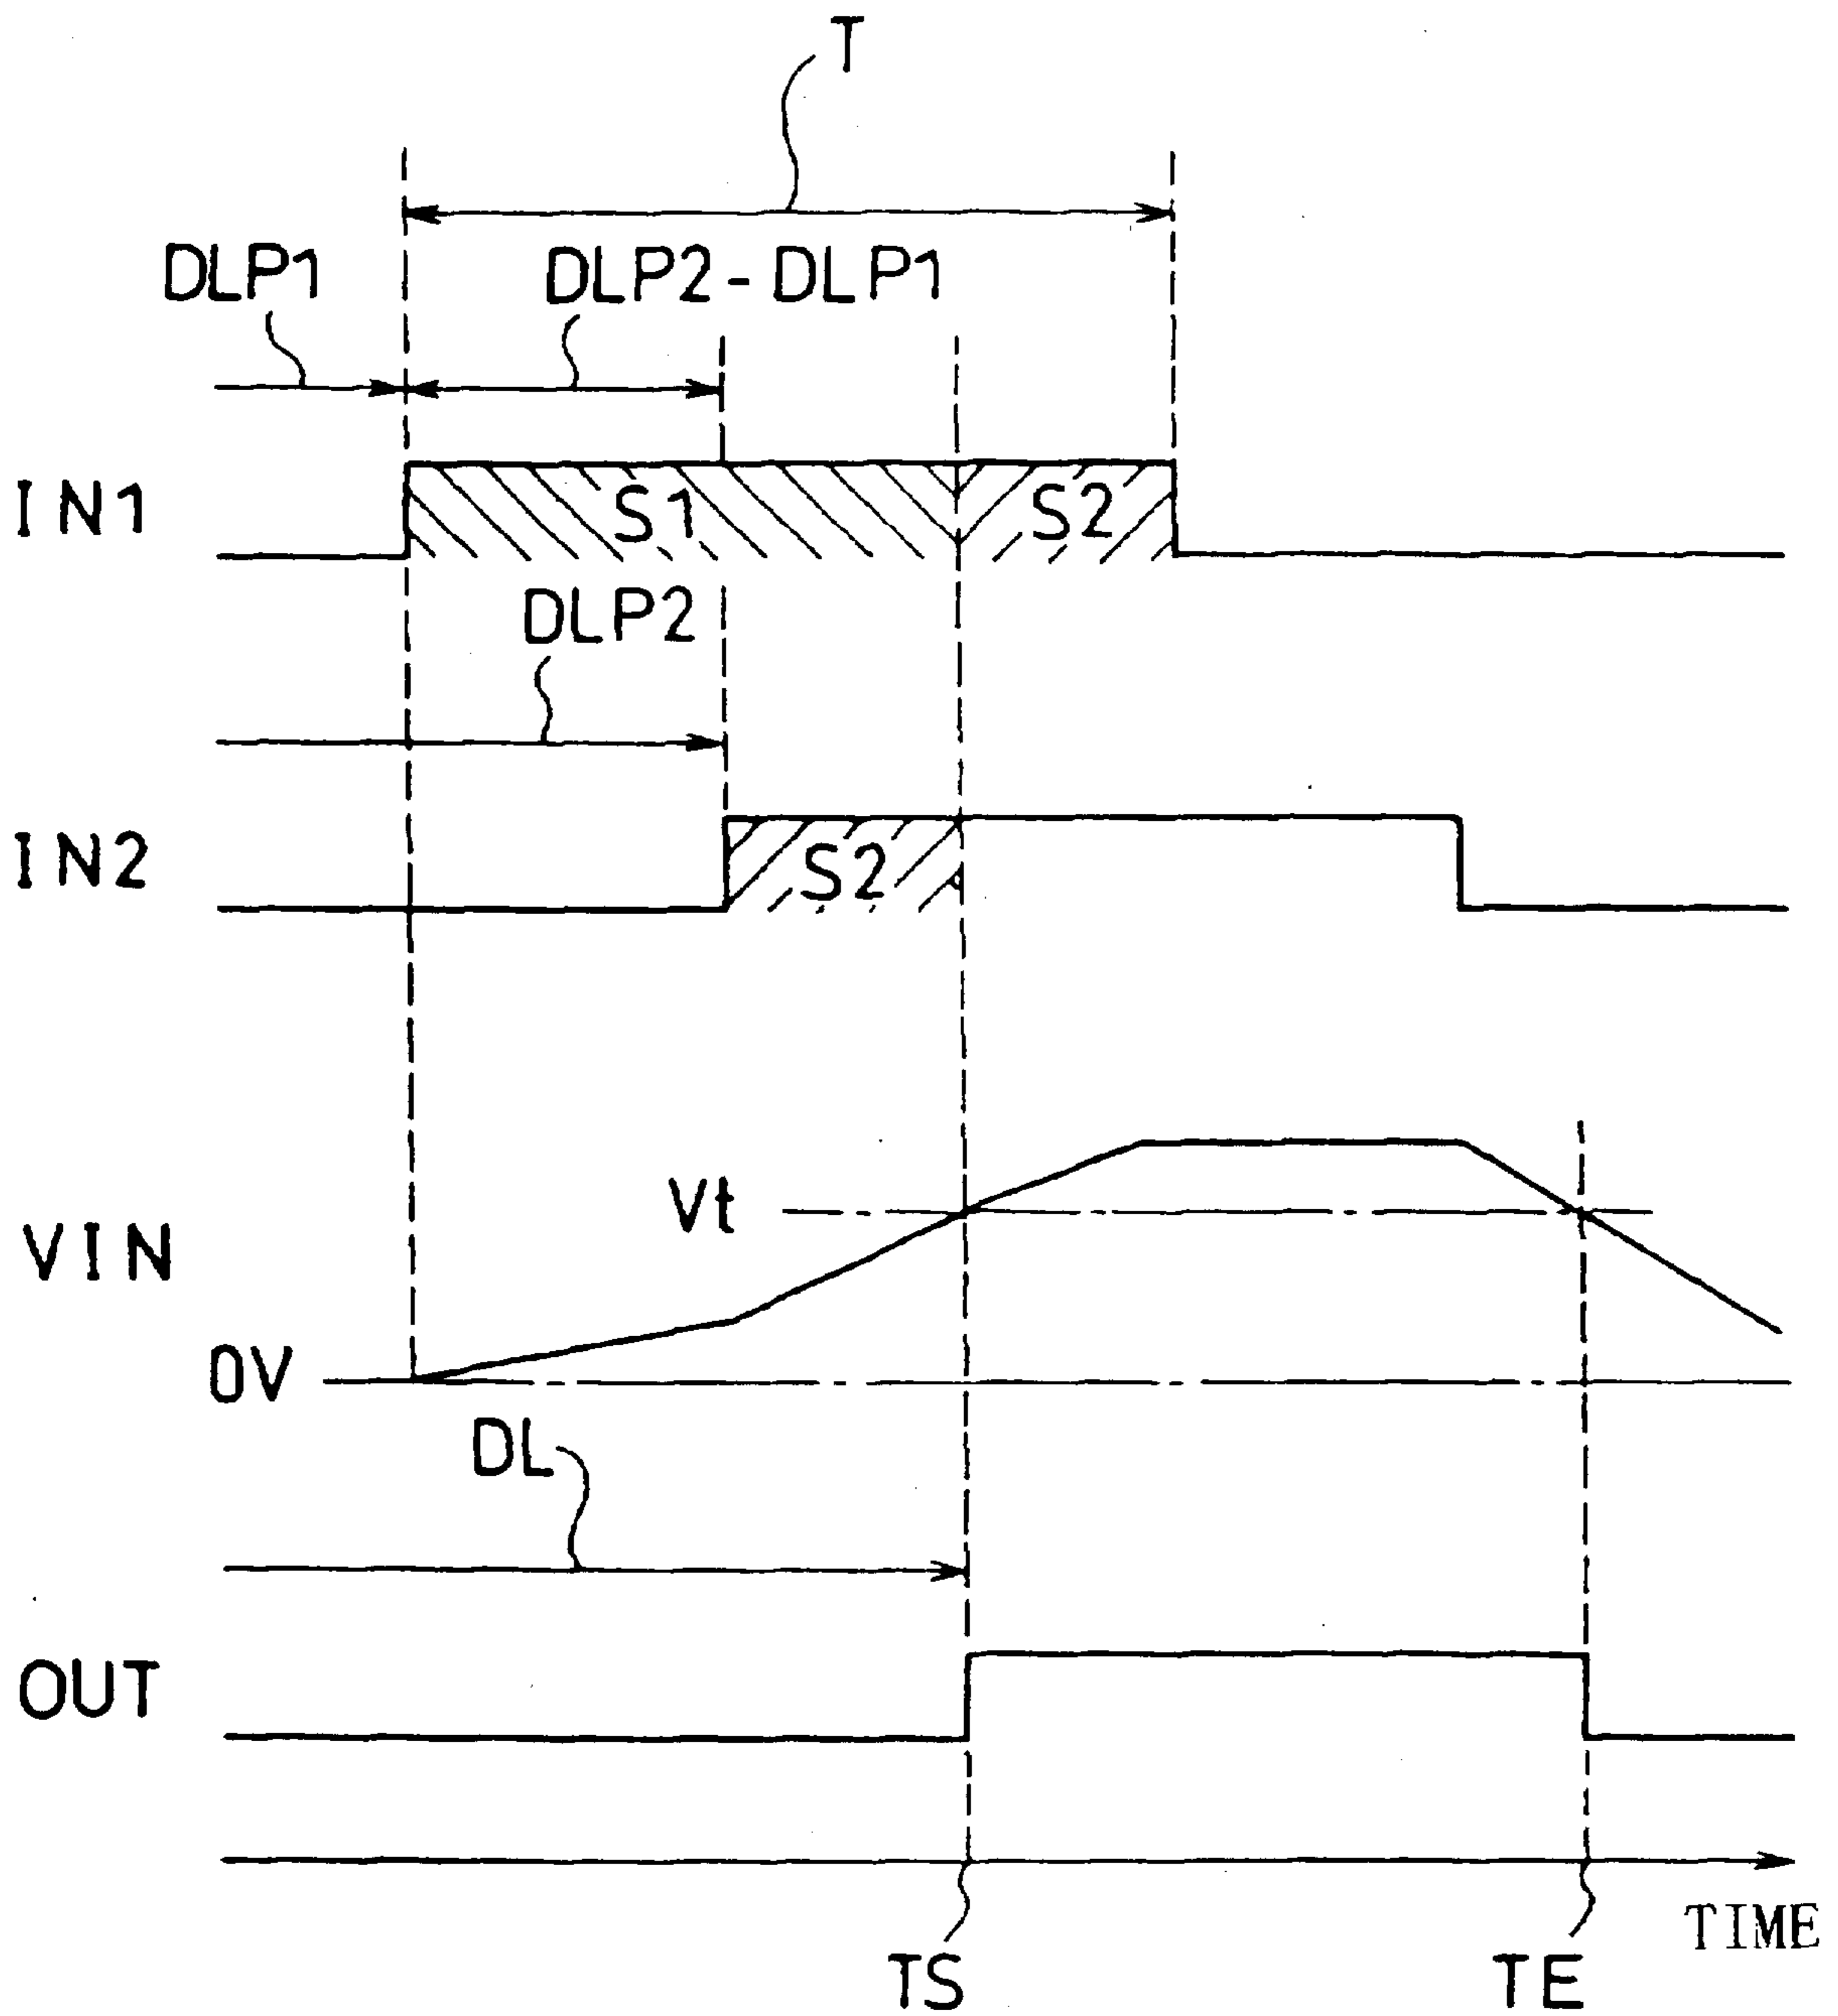 T
DLP1
DLP2 - DLP1
IN1
S1
S2
DLP2
IN2
S2
Vt
VIN
0V
DL
OUT
TIME
TS
TE